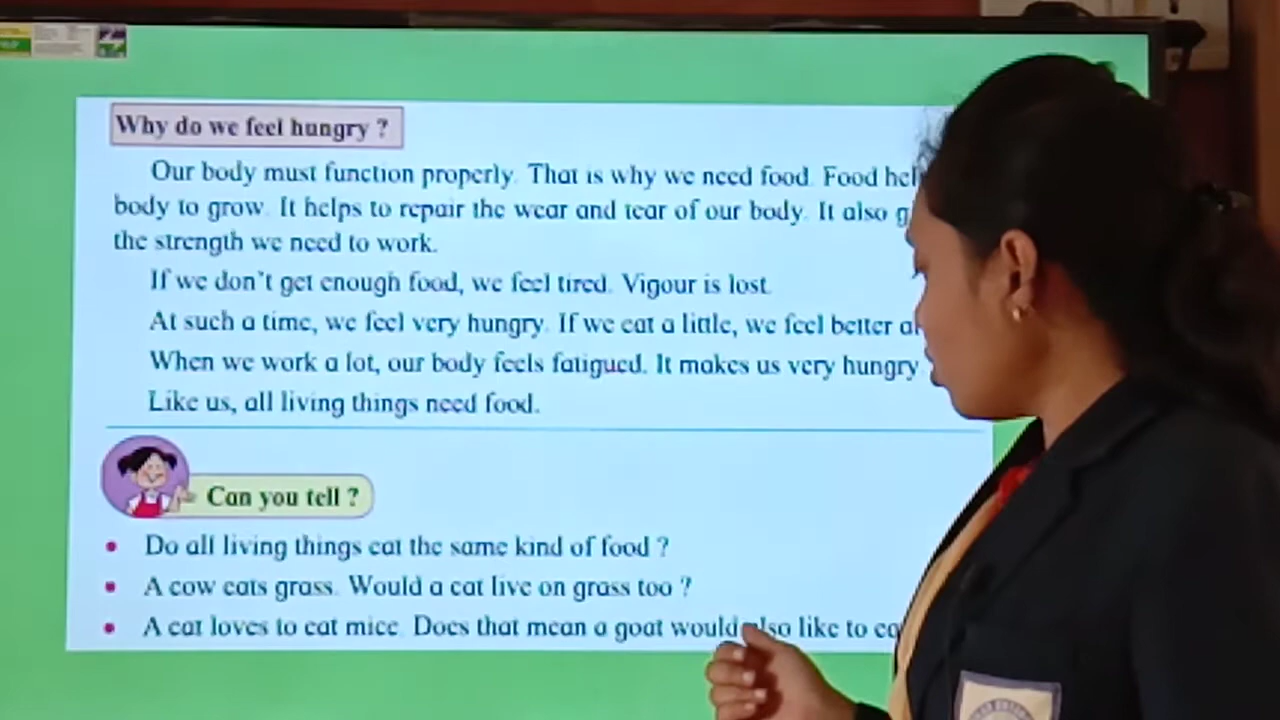 Why do we feel hungry ?
Our body must function properly. That is why we need food. Food
body to grow. It helps to repair the wear and tear of our body. It also
the strength we need to work.
If we don't get enough food, we feel tired. Vigour is lost.
At such a time, we feel very hungry. If we eat a little, we feel better
When we work a lot, our body feels fatigued. It makes us very hungry
Like us, all living things need food.
Can you tell ?
• Do all living things eat the same kind of food ?
• A cow eats grass. Would a cat live on grass too ?
• A cat loves to eat mice. Does that mean a goat would also like to